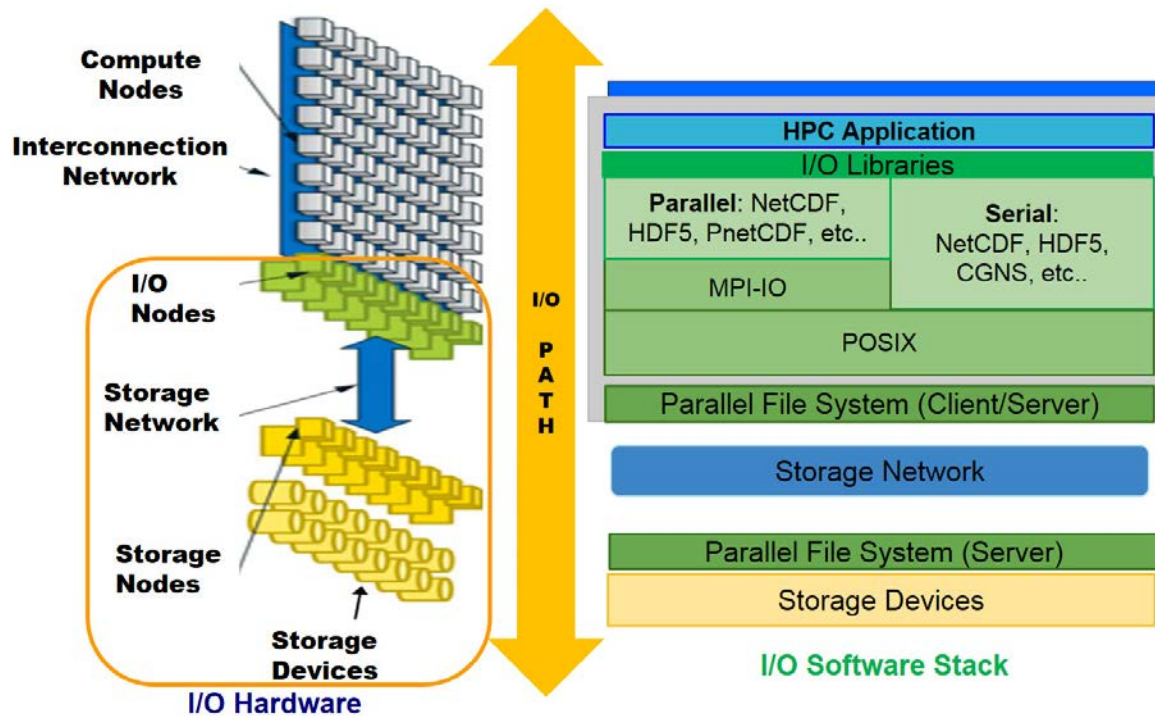 Compute
Nodes
Interconnection
Network
I/O
Nodes
Storage
Network
Storage
Nodes
Storage
Devices
I/O Hardware
I/O
P
A
T
H
HPC Application
I/O Libraries
Parallel: NetCDF,
HDF5, PnetCDF, etc..
Serial:
NetCDF, HDF5,
CGNS, etc..
MPI-IO
POSIX
Parallel File System (Client/Server)
Storage Network
Parallel File System (Server)
Storage Devices
I/O Software Stack